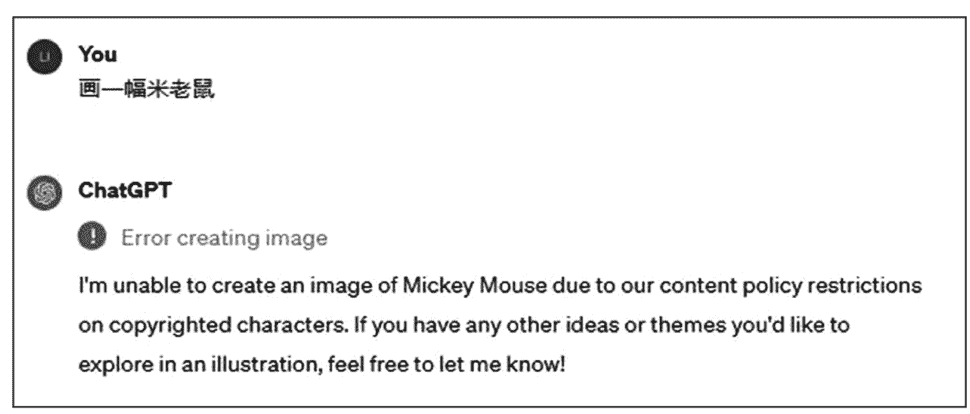 You
画一幅米老鼠
ChatGPT
Error creating image
I'm unable to create an image of Mickey Mouse due to our content policy restrictions
on copyrighted characters. If you have any other ideas or themes you'd like to
explore in an illustration, feel free to let me know!